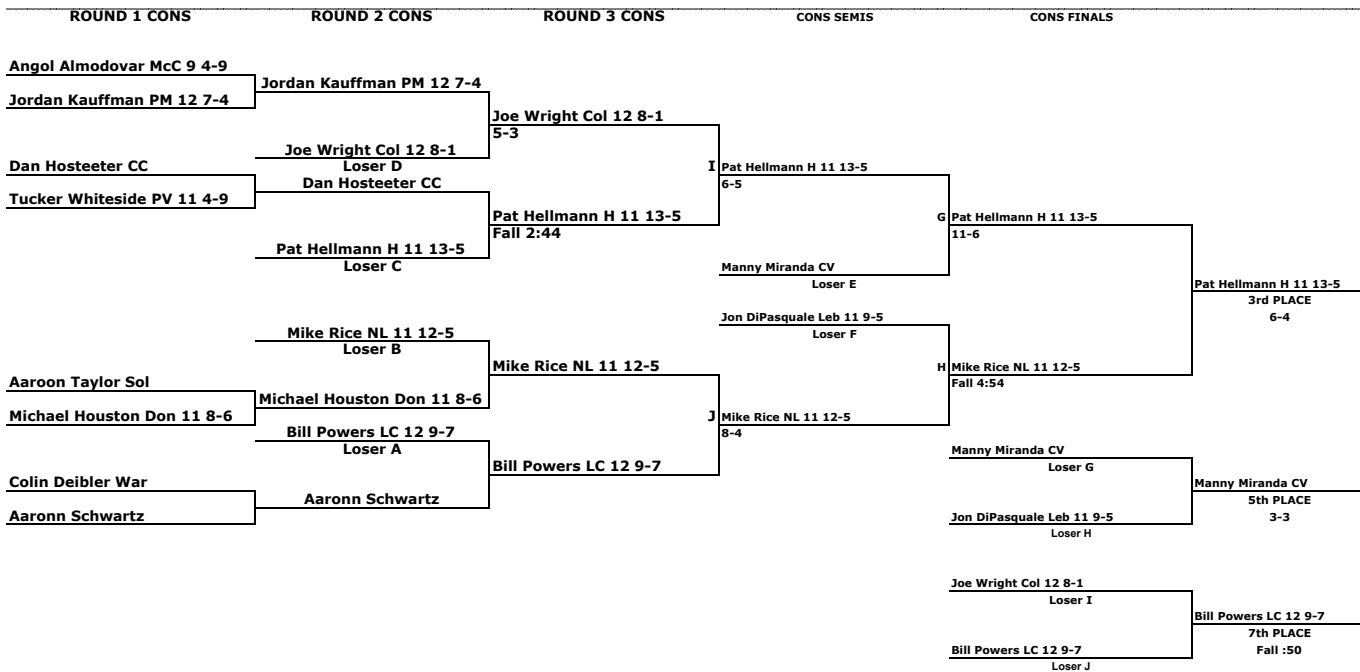 ROUND 1 CONS ROUND 2 CONS ROUND 3 CONS CONS SEMIS CONS FINALS
Angol Almodovar McC 9 4-9
Jordan Kauffman PM 12 7-4
Jordan Kauffman PM 12 7-4
Joe Wright Col 12 8-1
5-3
Joe Wright Col 12 8-1
Loser D
Dan Hosteeter CC
I Pat Hellmann H 11 13-5
6-5
Dan Hosteeter CC
Tucker Whiteside PV 11 4-9
Pat Hellmann H 11 13-5
Fall 2:44
G Pat Hellmann H 11 13-5
11-6
Pat Hellmann H 11 13-5
Loser C
Manny Miranda CV
Loser E
Pat Hellmann H 11 13-5
3rd PLACE
6-4
Jon DiPasquale Leb 11 9-5
Loser F
Mike Rice NL 11 12-5
Loser B
Mike Rice NL 11 12-5
H Mike Rice NL 11 12-5
Fall 4:54
Aaroon Taylor Sol
Michael Houston Don 11 8-6
Michael Houston Don 11 8-6
J Mike Rice NL 11 12-5
8-4
Bill Powers LC 12 9-7
Loser A
Manny Miranda CV
Loser G
Bill Powers LC 12 9-7
Colin Deibler War
Manny Miranda CV
5th PLACE
3-3
Aaronn Schwartz
Aaronn Schwartz
Jon DiPasquale Leb 11 9-5
Loser H
Joe Wright Col 12 8-1
Loser I
Bill Powers LC 12 9-7
7th PLACE
Fall :50
Bill Powers LC 12 9-7
Loser J